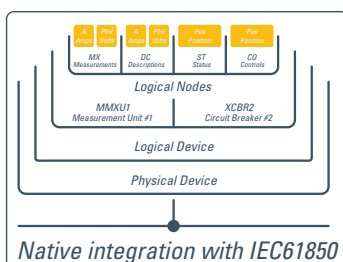 A PhV A PhV Pos Pos
Amps Volts Amps Volts Position Position
MX DC ST CO
Measurements Descriptions Status Controls
Logical Nodes
MMXU1 XCBR2
Measurement Unit #1 Circuit Breaker #2
Logical Device
Physical Device
Native integration with IEC61850